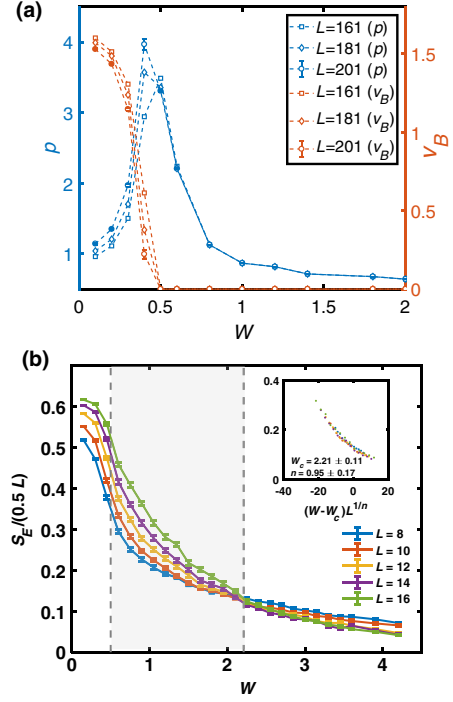 (a)
4
3
2
1
p
L=161 (p)
L=181 (p)
L=201 (p)
L=161 (v_B)
L=181 (v_B)
L=201 (v_B)
1.5
1
0.5
0
v_B
0 0.5 1.0 1.5 2
W
(b)
0.6
0.5
0.4
0.3
0.2
0.1
0
S_E/(0.5 L)
0.4
0.2
0
W_c = 2.21 ± 0.11
n = 0.95 ± 0.17
-40 -20 0 20
(W-W_c)L^{1/n}
L = 8
L = 10
L = 12
L = 14
L = 16
0 1 2 3 4
W